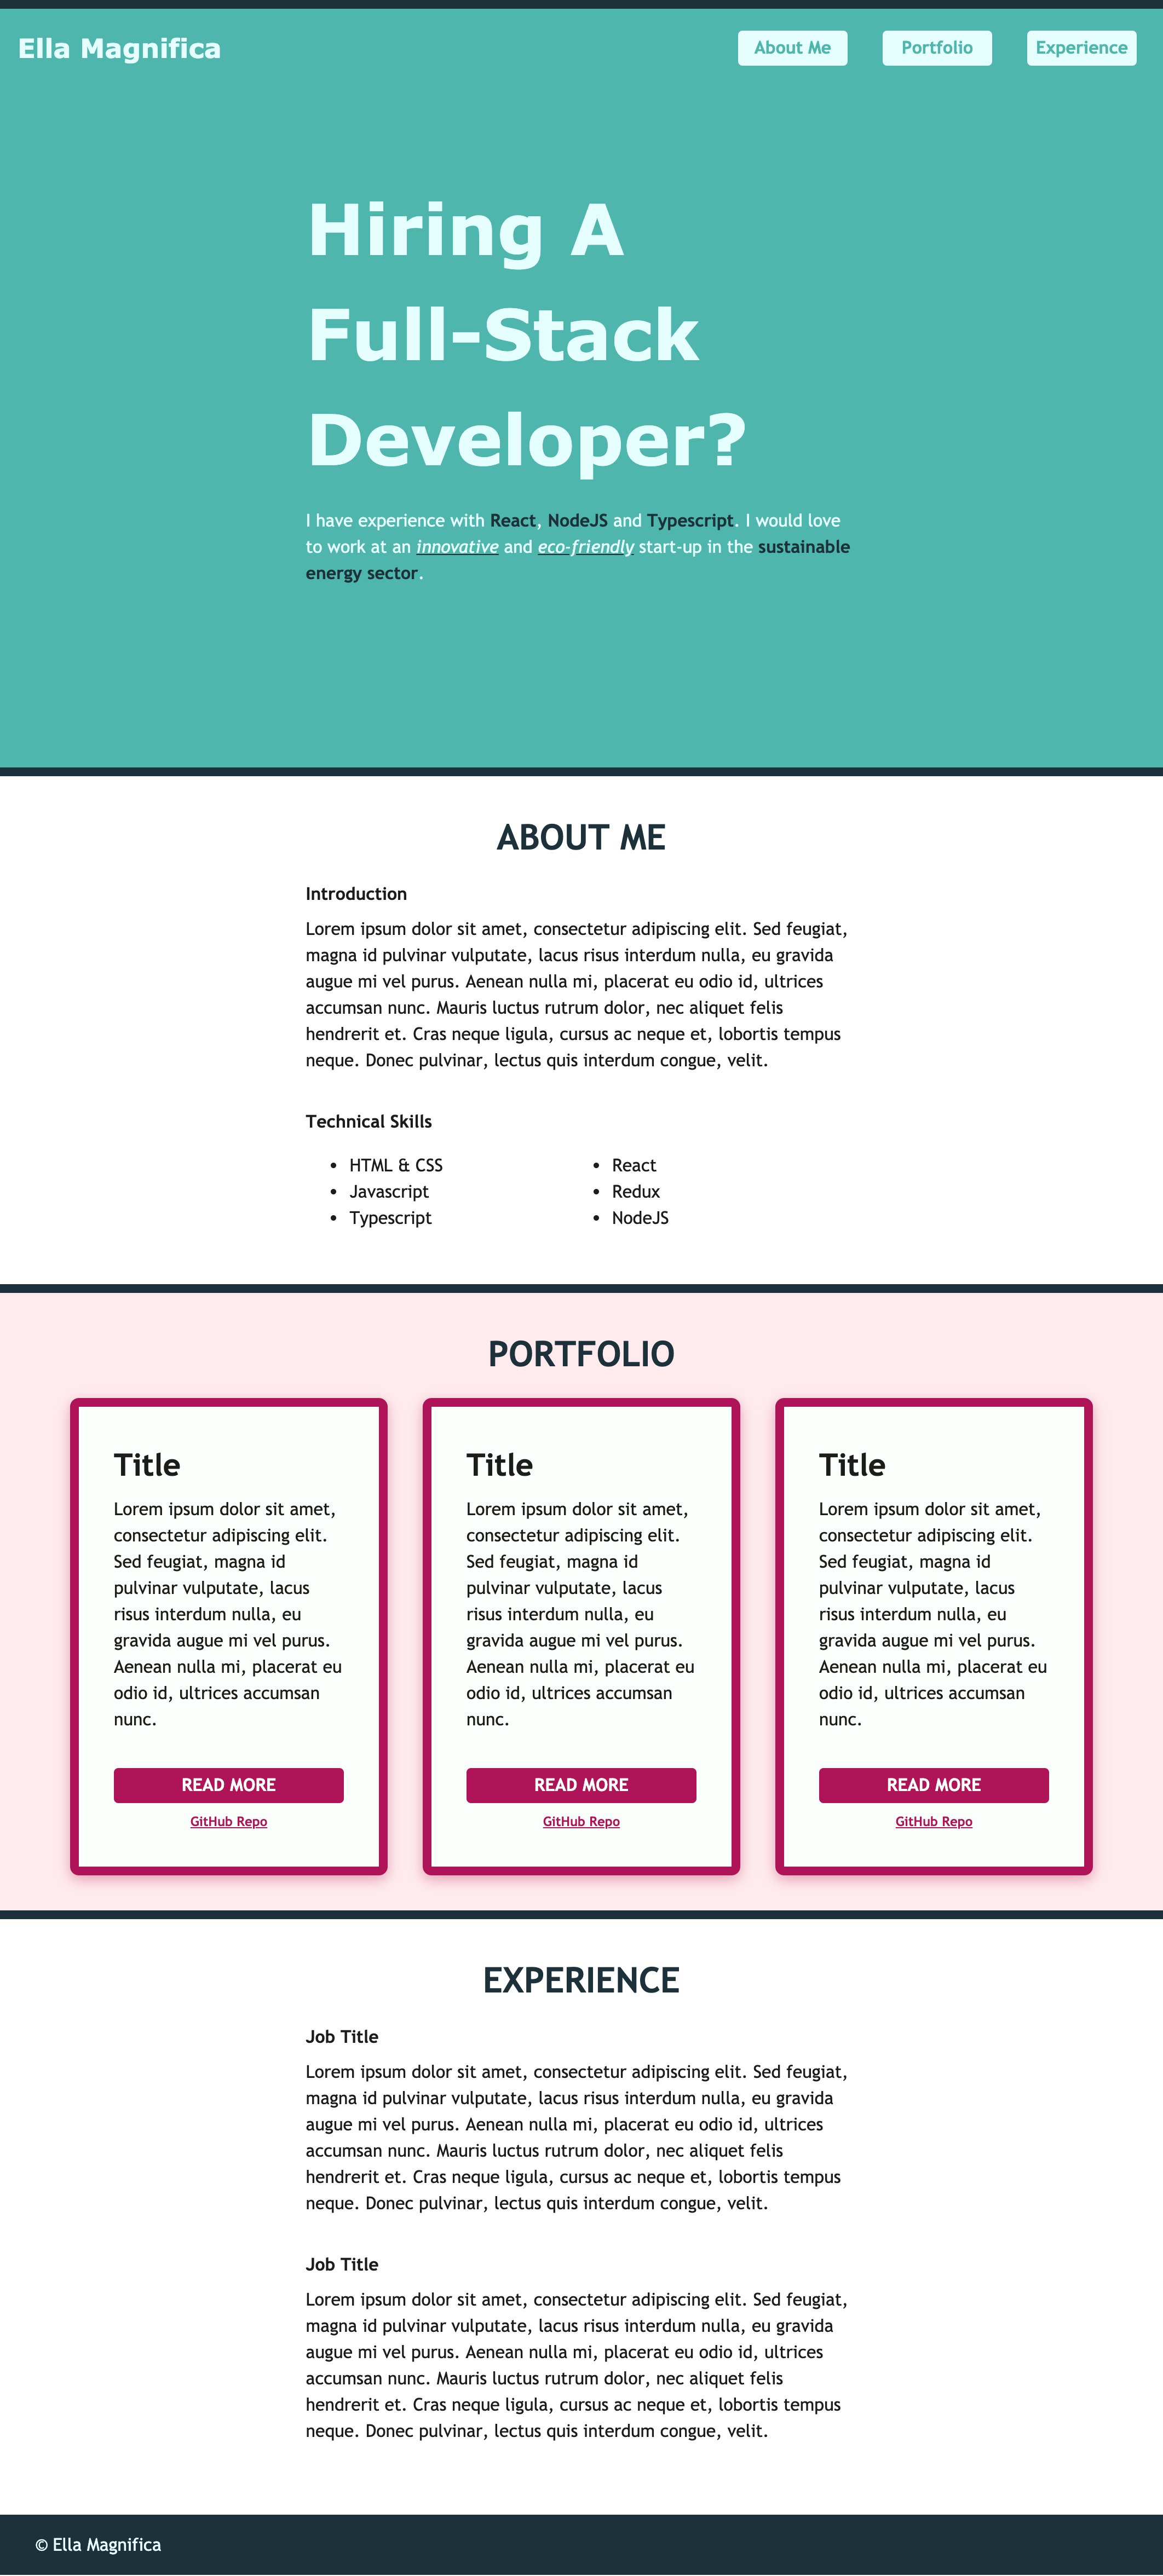 Ella Magnifica
About Me
Portfolio
Experience
Hiring A
Full-Stack
Developer?
I have experience with React, NodeJS and Typescript. I would love
to work at an innovative and eco-friendly start-up in the sustainable
energy sector.
ABOUT ME
Introduction
Lorem ipsum dolor sit amet, consectetur adipiscing elit. Sed feugiat,
magna id pulvinar vulputate, lacus risus interdum nulla, eu gravida
augue mi vel purus. Aenean nulla mi, placerat eu odio id, ultrices
accumsan nunc. Mauris luctus rutrum dolor, nec aliquet felis
hendrerit et. Cras neque ligula, cursus ac neque et, lobortis tempus
neque. Donec pulvinar, lectus quis interdum congue, velit.
Technical Skills
• HTML & CSS
• Javascript
• Typescript
• React
• Redux
• NodeJS
PORTFOLIO
Title
Lorem ipsum dolor sit amet,
consectetur adipiscing elit.
Sed feugiat, magna id
pulvinar vulputate, lacus
risus interdum nulla, eu
gravida augue mi vel purus.
Aenean nulla mi, placerat eu
odio id, ultrices accumsan
nunc.
READ MORE
GitHub Repo
Title
Lorem ipsum dolor sit amet,
consectetur adipiscing elit.
Sed feugiat, magna id
pulvinar vulputate, lacus
risus interdum nulla, eu
gravida augue mi vel purus.
Aenean nulla mi, placerat eu
odio id, ultrices accumsan
nunc.
READ MORE
GitHub Repo
Title
Lorem ipsum dolor sit amet,
consectetur adipiscing elit.
Sed feugiat, magna id
pulvinar vulputate, lacus
risus interdum nulla, eu
gravida augue mi vel purus.
Aenean nulla mi, placerat eu
odio id, ultrices accumsan
nunc.
READ MORE
GitHub Repo
EXPERIENCE
Job Title
Lorem ipsum dolor sit amet, consectetur adipiscing elit. Sed feugiat,
magna id pulvinar vulputate, lacus risus interdum nulla, eu gravida
augue mi vel purus. Aenean nulla mi, placerat eu odio id, ultrices
accumsan nunc. Mauris luctus rutrum dolor, nec aliquet felis
hendrerit et. Cras neque ligula, cursus ac neque et, lobortis tempus
neque. Donec pulvinar, lectus quis interdum congue, velit.
Job Title
Lorem ipsum dolor sit amet, consectetur adipiscing elit. Sed feugiat,
magna id pulvinar vulputate, lacus risus interdum nulla, eu gravida
augue mi vel purus. Aenean nulla mi, placerat eu odio id, ultrices
accumsan nunc. Mauris luctus rutrum dolor, nec aliquet felis
hendrerit et. Cras neque ligula, cursus ac neque et, lobortis tempus
neque. Donec pulvinar, lectus quis interdum congue, velit.
© Ella Magnifica